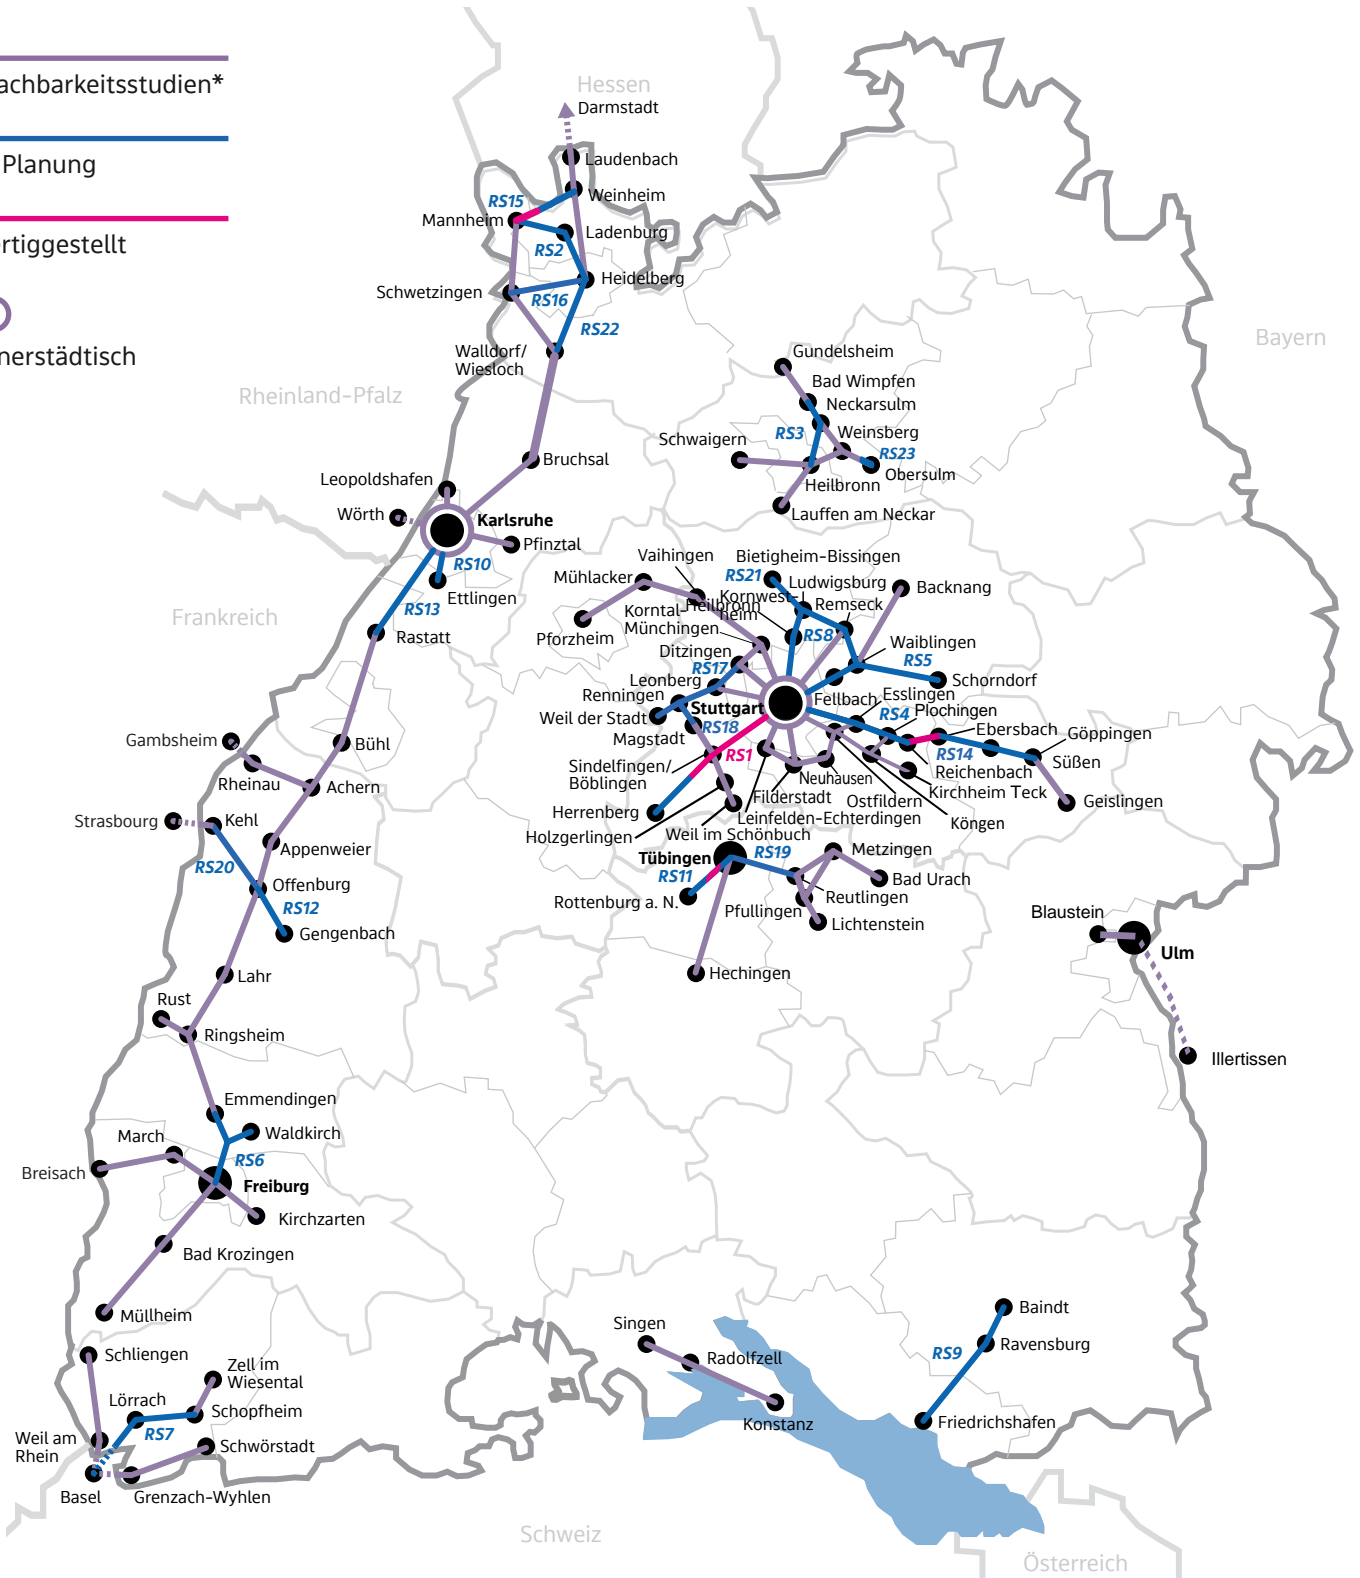 achbarkeitsstudien*
Planung
ertiggestellt
nerstädtisch
Hessen
Darmstadt
Laudenbach
Weinheim
RS15
Mannheim
Ladenburg
RS2
Heidelberg
Schwetzingen
RS16
RS22
Walldorf/
Wiesloch
Bayern
Rheinland-Pfalz
Gundelsheim
Bad Wimpfen
Neckarsulm
RS3
Weinsberg
Schwaigern
RS23
Obersulm
Heilbronn
Lauffen am Neckar
Bruchsal
Leopoldshafen
Wörth
Karlsruhe
Pfinztal
RS10
Ettlingen
RS13
Rastatt
Frankreich
Vaihingen
Bietigheim-Bissingen
Mühlacker
RS21
Ludwigsburg
Backnang
Kornwest-
heim
Heilbronn
Korntal-
Münchingen
Remseck
RS8
Pforzheim
Ditzingen
Waiblingen
RS17
RS5
Leonberg
Schorndorf
Renningen
Fellbach
Esslingen
Stuttgart
Weil der Stadt
RS4
Plochingen
RS18
Magstadt
Ebersbach
Göppingen
RS1
RS14
Süßen
Sindelfingen/
Böblingen
Reichenbach
Neuhausen
Kirchheim Teck
Filderstadt
Ostfildern
Geislingen
Herrenberg
Leinfelden-Echterdingen
Köngen
Holzgerlingen
Weil im Schönbuch
Gambsheim
Bühl
Rheinau
Achern
Strasbourg
Kehl
Appenweier
RS20
Offenburg
RS12
Gengenbach
Tübingen
RS19
Metzingen
RS11
Bad Urach
Rottenburg a. N.
Reutlingen
Pfullingen
Lichtenstein
Hechingen
Blaustein
Ulm
Illertissen
Lahr
Rust
Ringsheim
Emmendingen
Waldkirch
March
RS6
Breisach
Freiburg
Kirchzarten
Bad Krozingen
Müllheim
Schliengen
Zell im
Wiesental
Lörrach
Schopfheim
RS7
Weil am
Rhein
Schwörstadt
Basel
Grenzach-Wyhlen
Singen
Radolfzell
Konstanz
Baindt
Ravensburg
RS9
Friedrichshafen
Schweiz
Österreich